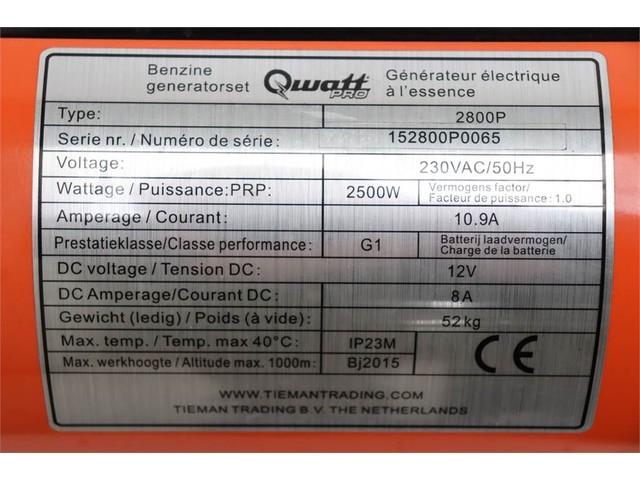 Benzine generatorset
Qwatt PRO
Générateur électrique à l'essence
Type: 2800P
Serie nr. / Numéro de série: 152800P0065
Voltage: 230VAC/50Hz
Wattage / Puissance:PRP: 2500W Vermogens factor/ Facteur de puissance: 1.0
Amperage / Courant: 10.9A
Prestatieklasse/Classe performance: G1 Batterij laadvermogen/ Charge de la batterie
DC voltage / Tension DC: 12V
DC Amperage/Courant DC: 8A
Gewicht (ledig) / Poids (à vide): 52kg
Max. temp. / Temp. max 40°C: IP23M
Max. werkhoogte / Altitude max. 1000m: Bj2015
CE
WWW.TIEMANTRADING.COM
TIEMAN TRADING B.V. THE NETHERLANDS